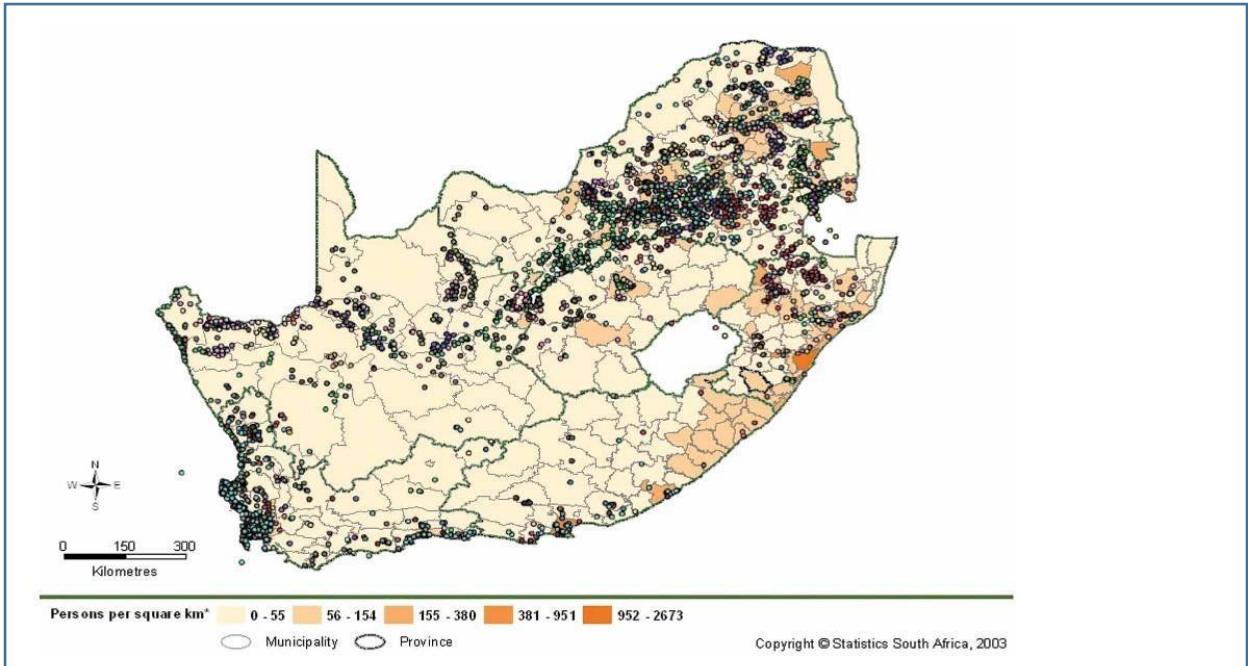 N
W E
S
0 150 300
Kilometres
Persons per square km* 0 - 55 56 - 154 155 - 380 381 - 951 952 - 2673
Municipality Province Copyright © Statistics South Africa, 2003